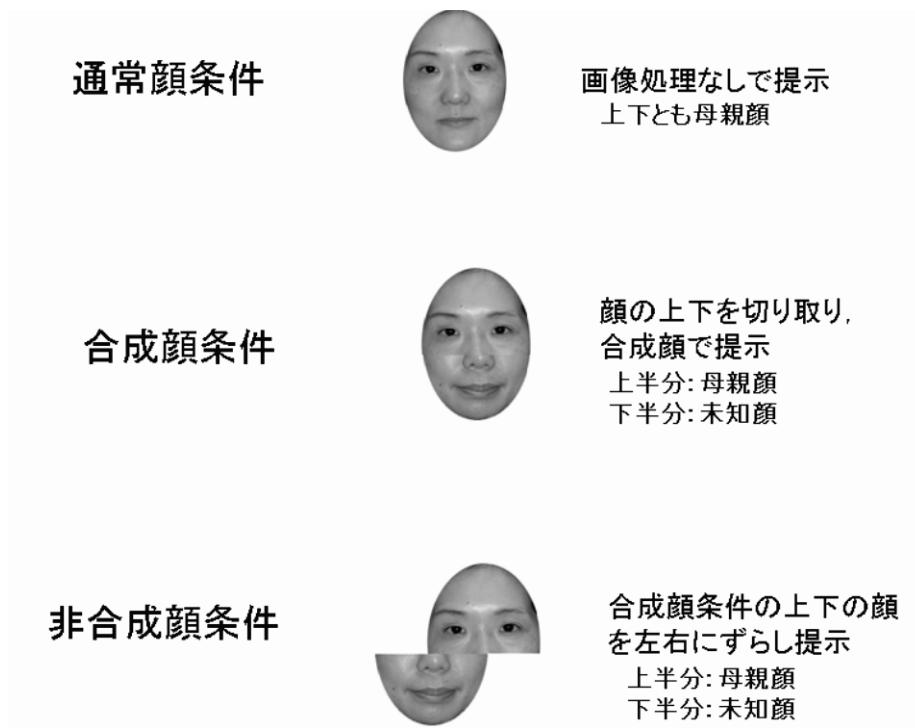 通常顔条件
画像処理なしで提示
上下とも母親顔
合成顔条件
顔の上下を切り取り，
合成顔で提示
上半分：母親顔
下半分：未知顔
非合成顔条件
合成顔条件の上下の顔
を左右にずらし提示
上半分：母親顔
下半分：未知顔